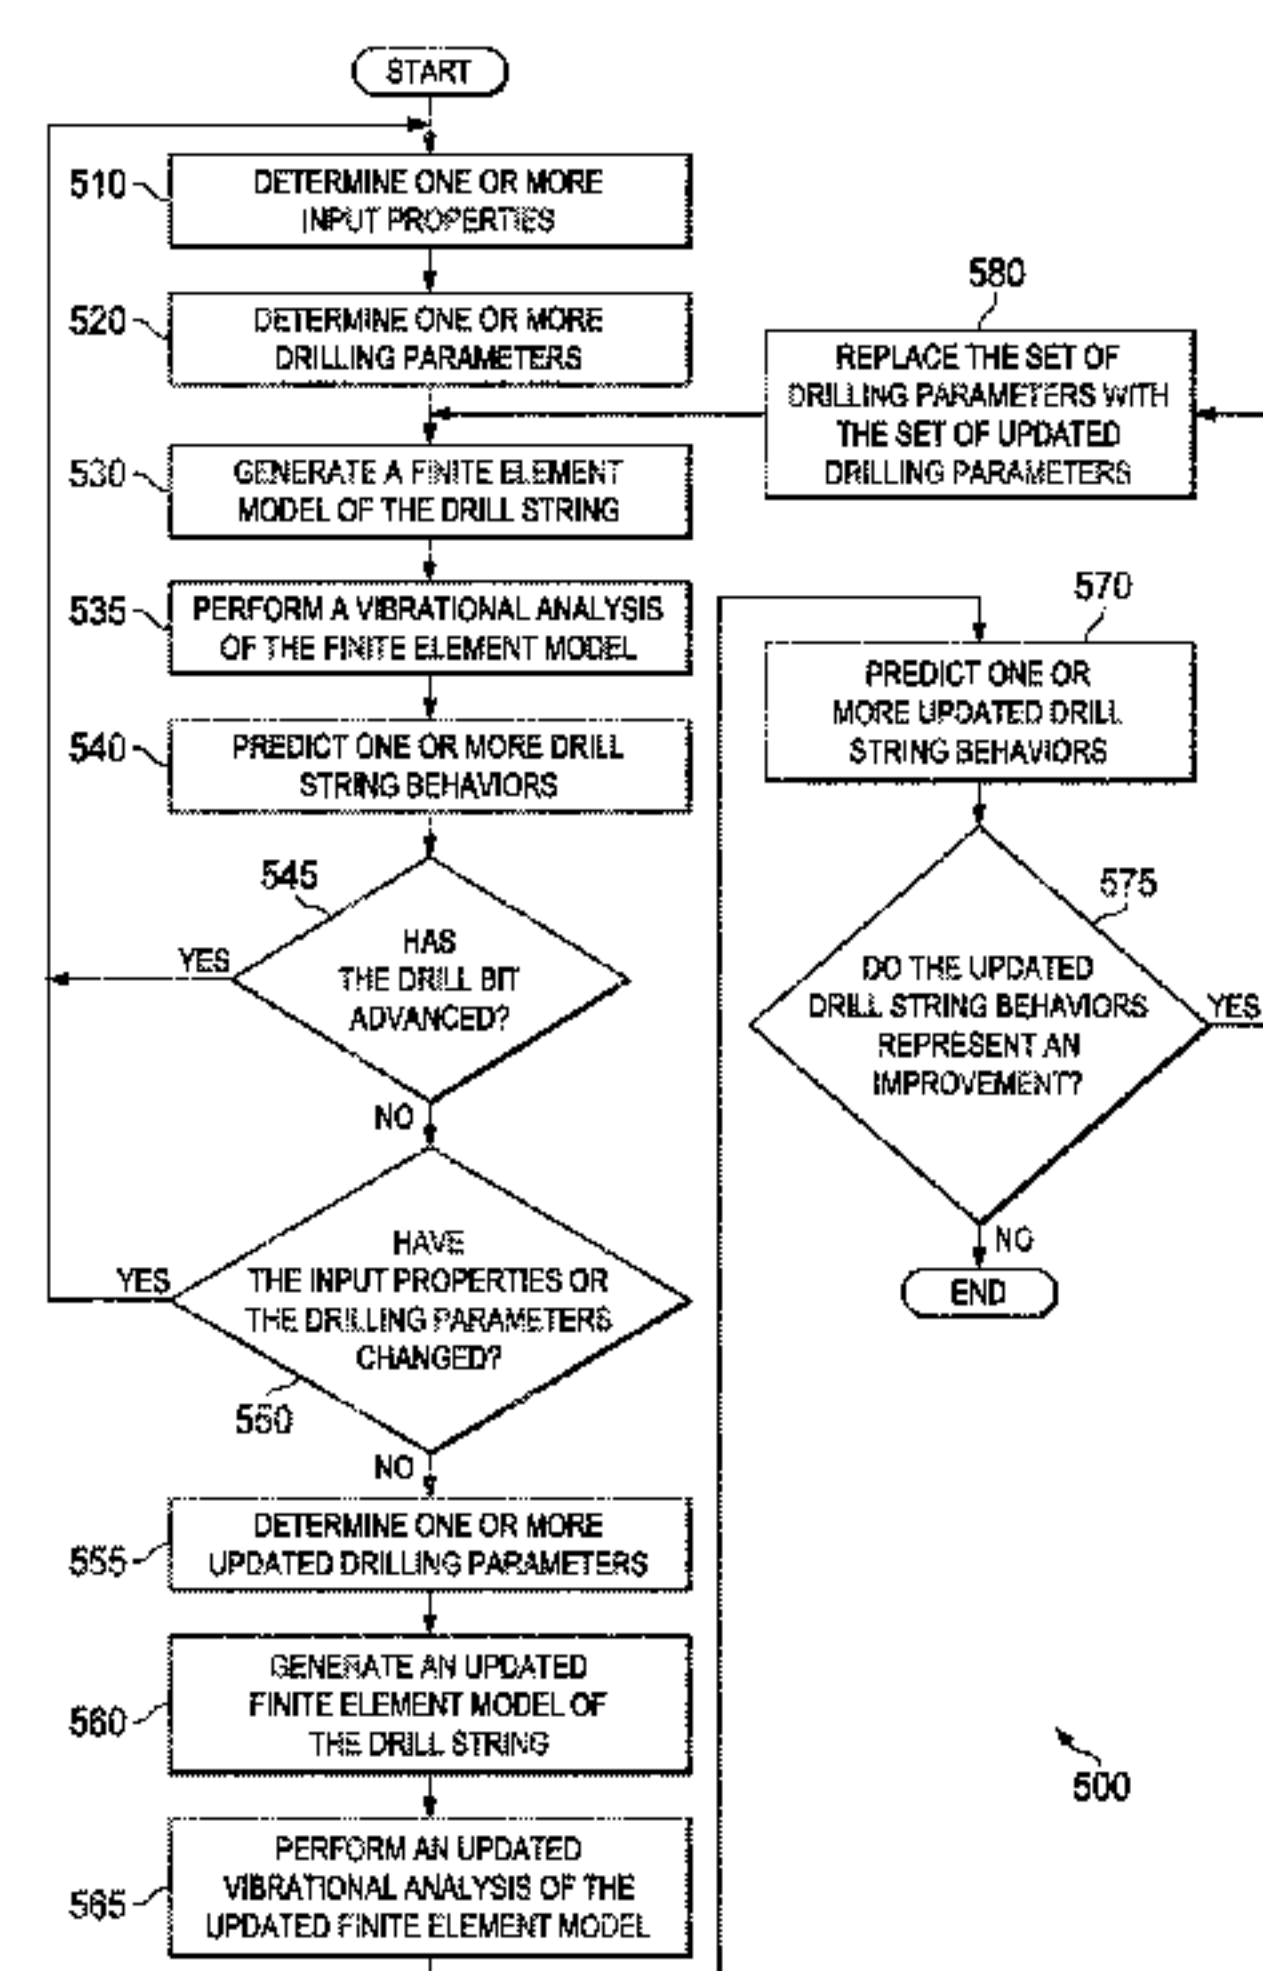 START
510
DETERMINE ONE OR MORE
INPUT PROPERTIES
520
DETERMINE ONE OR MORE
DRILLING PARAMETERS
530
GENERATE A FINITE ELEMENT
MODEL OF THE DRILL STRING
535
PERFORM A VIBRATIONAL ANALYSIS
OF THE FINITE ELEMENT MODEL
540
PREDICT ONE OR MORE DRILL
STRING BEHAVIORS
545
YES
HAS
THE DRILL BIT
ADVANCED?
NO
YES
HAVE
THE INPUT PROPERTIES OR
THE DRILLING PARAMETERS
CHANGED?
550
NO
555
DETERMINE ONE OR MORE
UPDATED DRILLING PARAMETERS
560
GENERATE AN UPDATED
FINITE ELEMENT MODEL OF
THE DRILL STRING
565
PERFORM AN UPDATED
VIBRATIONAL ANALYSIS OF THE
UPDATED FINITE ELEMENT MODEL
580
REPLACE THE SET OF
DRILLING PARAMETERS WITH
THE SET OF UPDATED
DRILLING PARAMETERS
570
PREDICT ONE OR
MORE UPDATED DRILL
STRING BEHAVIORS
575
DO THE UPDATED
DRILL STRING BEHAVIORS
REPRESENT AN
IMPROVEMENT?
YES
NO
END
500